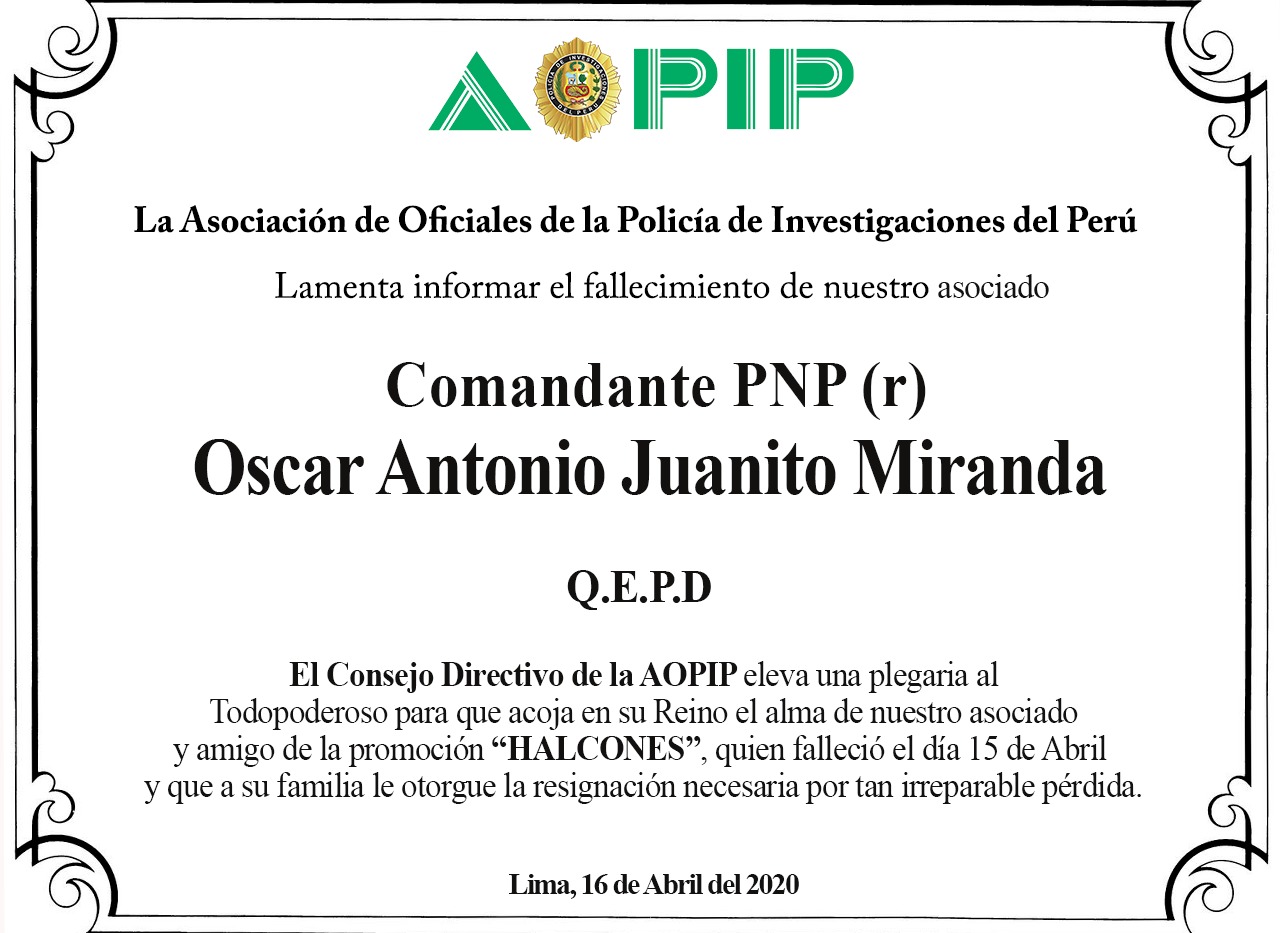 AOPIP
POLICIA DE INVESTIGACIONES DEL PERU
La Asociación de Oficiales de la Policía de Investigaciones del Perú
Lamenta informar el fallecimiento de nuestro asociado
Comandante PNP (r)
Oscar Antonio Juanito Miranda
Q.E.P.D
El Consejo Directivo de la AOPIP eleva una plegaria al
Todopoderoso para que acoja en su Reino el alma de nuestro asociado
y amigo de la promoción “HALCONES”, quien falleció el día 15 de Abril
y que a su familia le otorgue la resignación necesaria por tan irreparable pérdida.
Lima, 16 de Abril del 2020